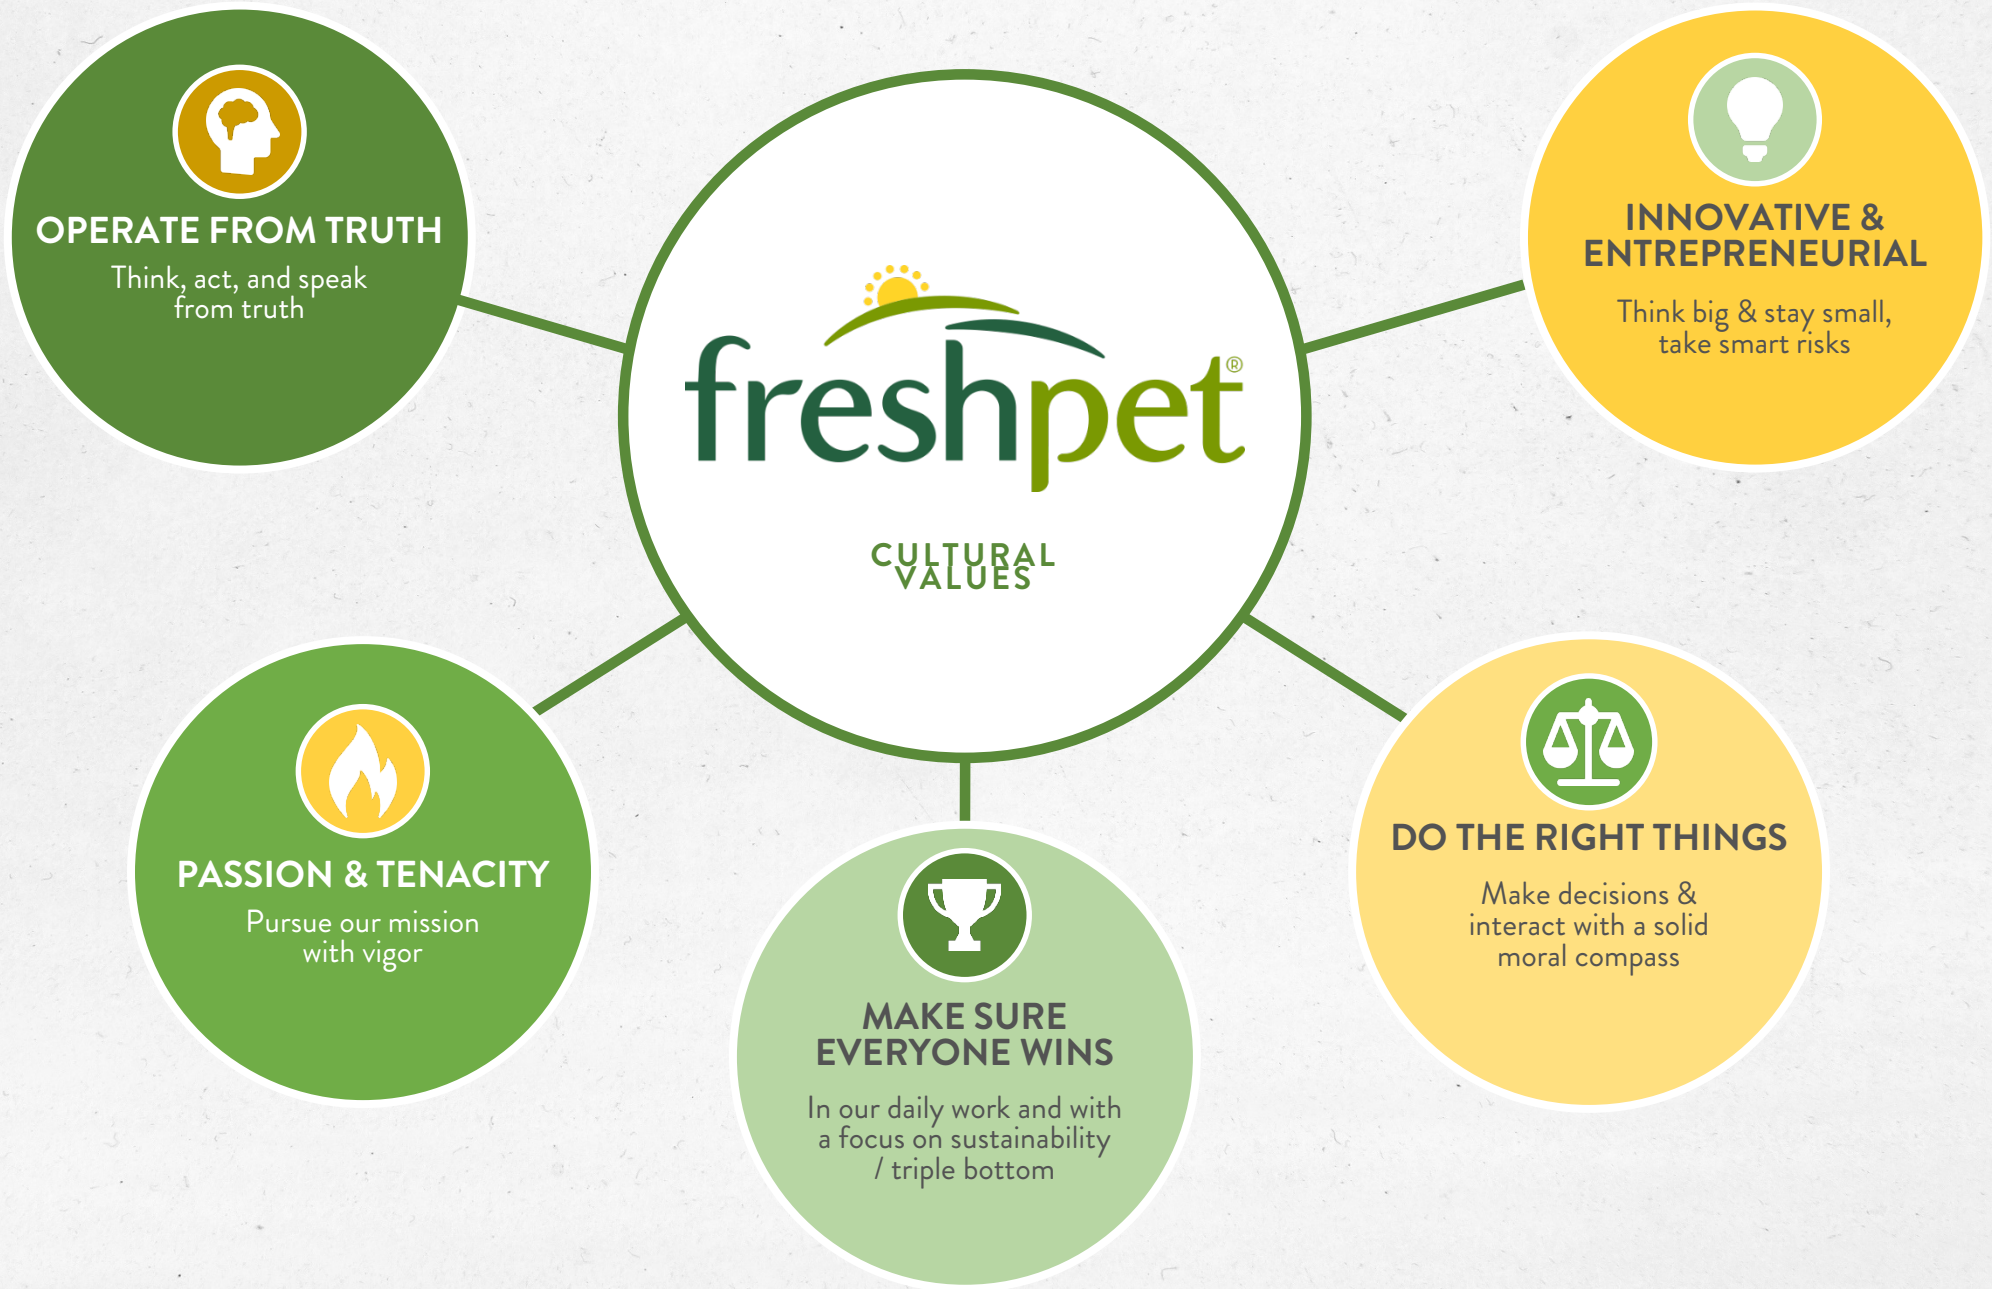 OPERATE FROM TRUTH
Think, act, and speak
from truth
freshpet®
CULTURAL
VALUES
INNOVATIVE &
ENTREPRENEURIAL
Think big & stay small,
take smart risks
PASSION & TENACITY
Pursue our mission
with vigor
MAKE SURE
EVERYONE WINS
In our daily work and with
a focus on sustainability
/ triple bottom
DO THE RIGHT THINGS
Make decisions &
interact with a solid
moral compass